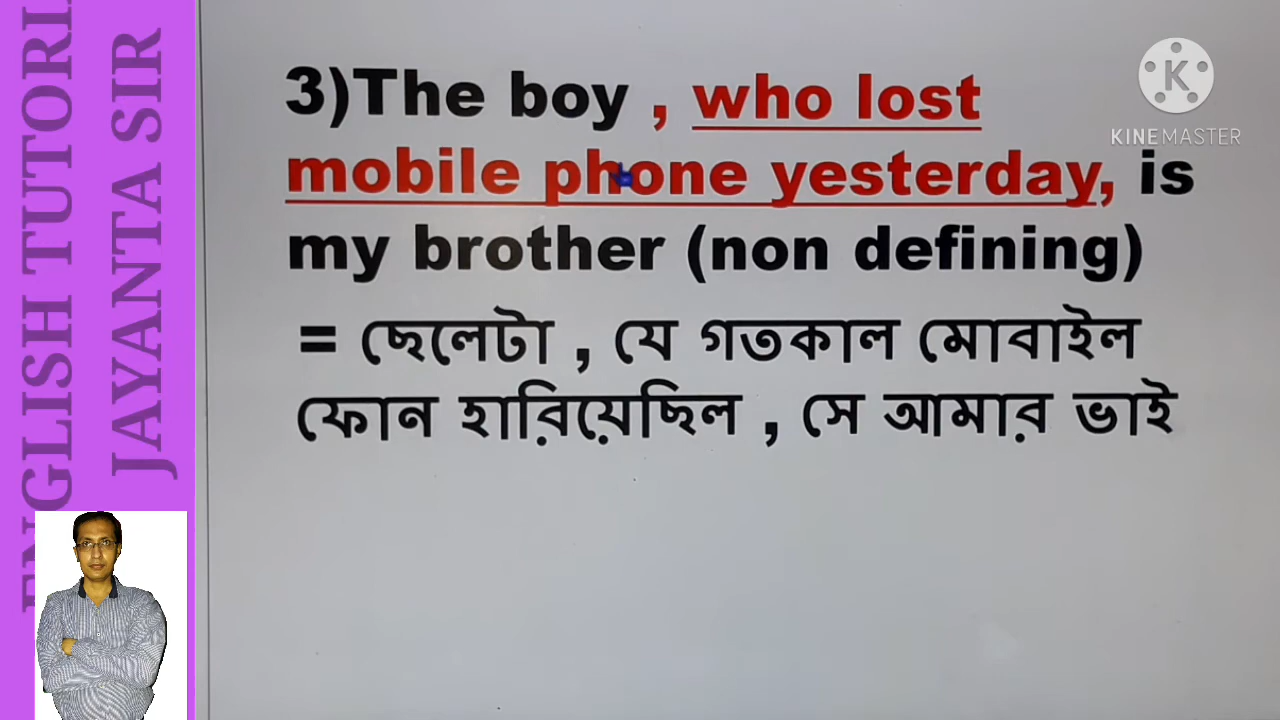 ENGLISH TUTORI
JAYANTA SIR
3)The boy , who lost
mobile phone yesterday, is
my brother (non defining)
= ছেলেটা , যে গতকাল মোবাইল
ফোন হারিয়েছিল , সে আমার ভাই
K
KINEMASTER